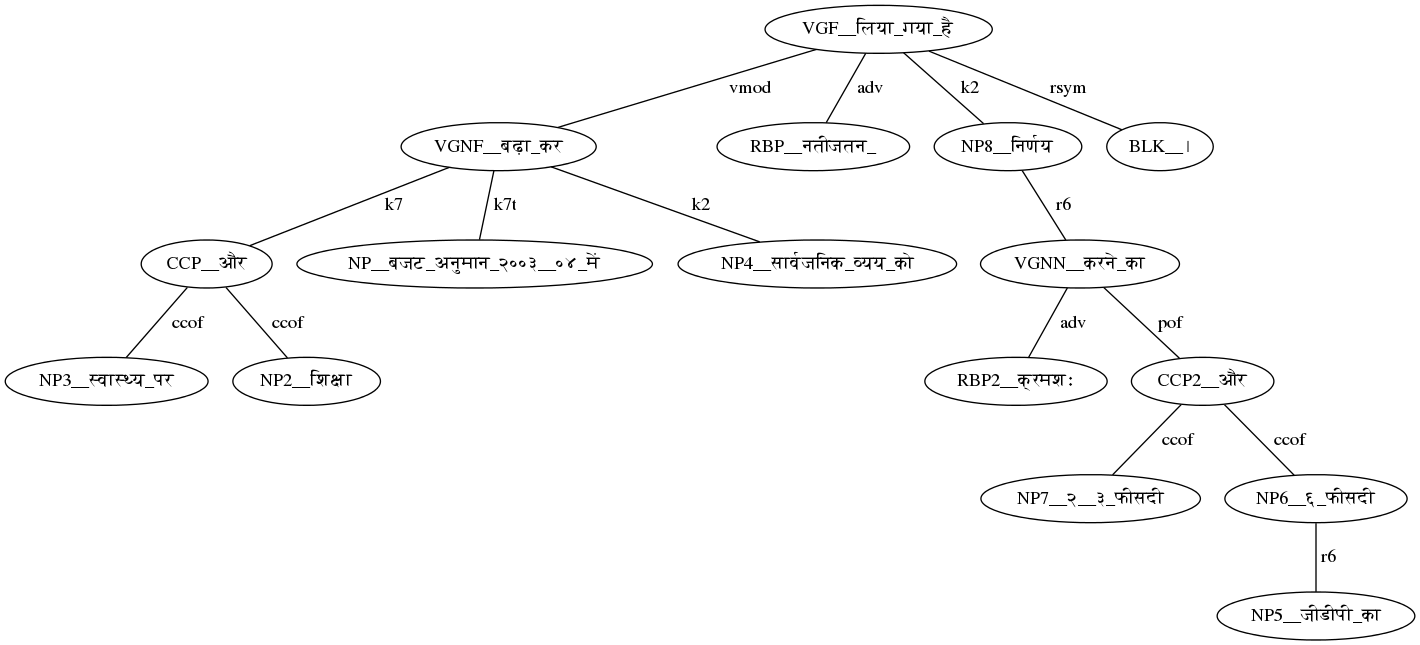 VGF__लिया_गया_है
vmod adv k2 rsym
VGNF__बढ़ा_कर RBP__नतीजतन_ NP8__निर्णय BLK__।
k7 k7t k2 r6
CCP__और NP__बजट_अनुमान_२००३__०४_में NP4__सार्वजनिक_व्यय_को VGNN__करने_का
ccof ccof adv pof
NP3__स्वास्थ्य_पर NP2__शिक्षा RBP2__क्रमशः CCP2__और
ccof ccof
NP7__२__३_फीसदी NP6__६_फीसदी
r6
NP5__जीडीपी_का